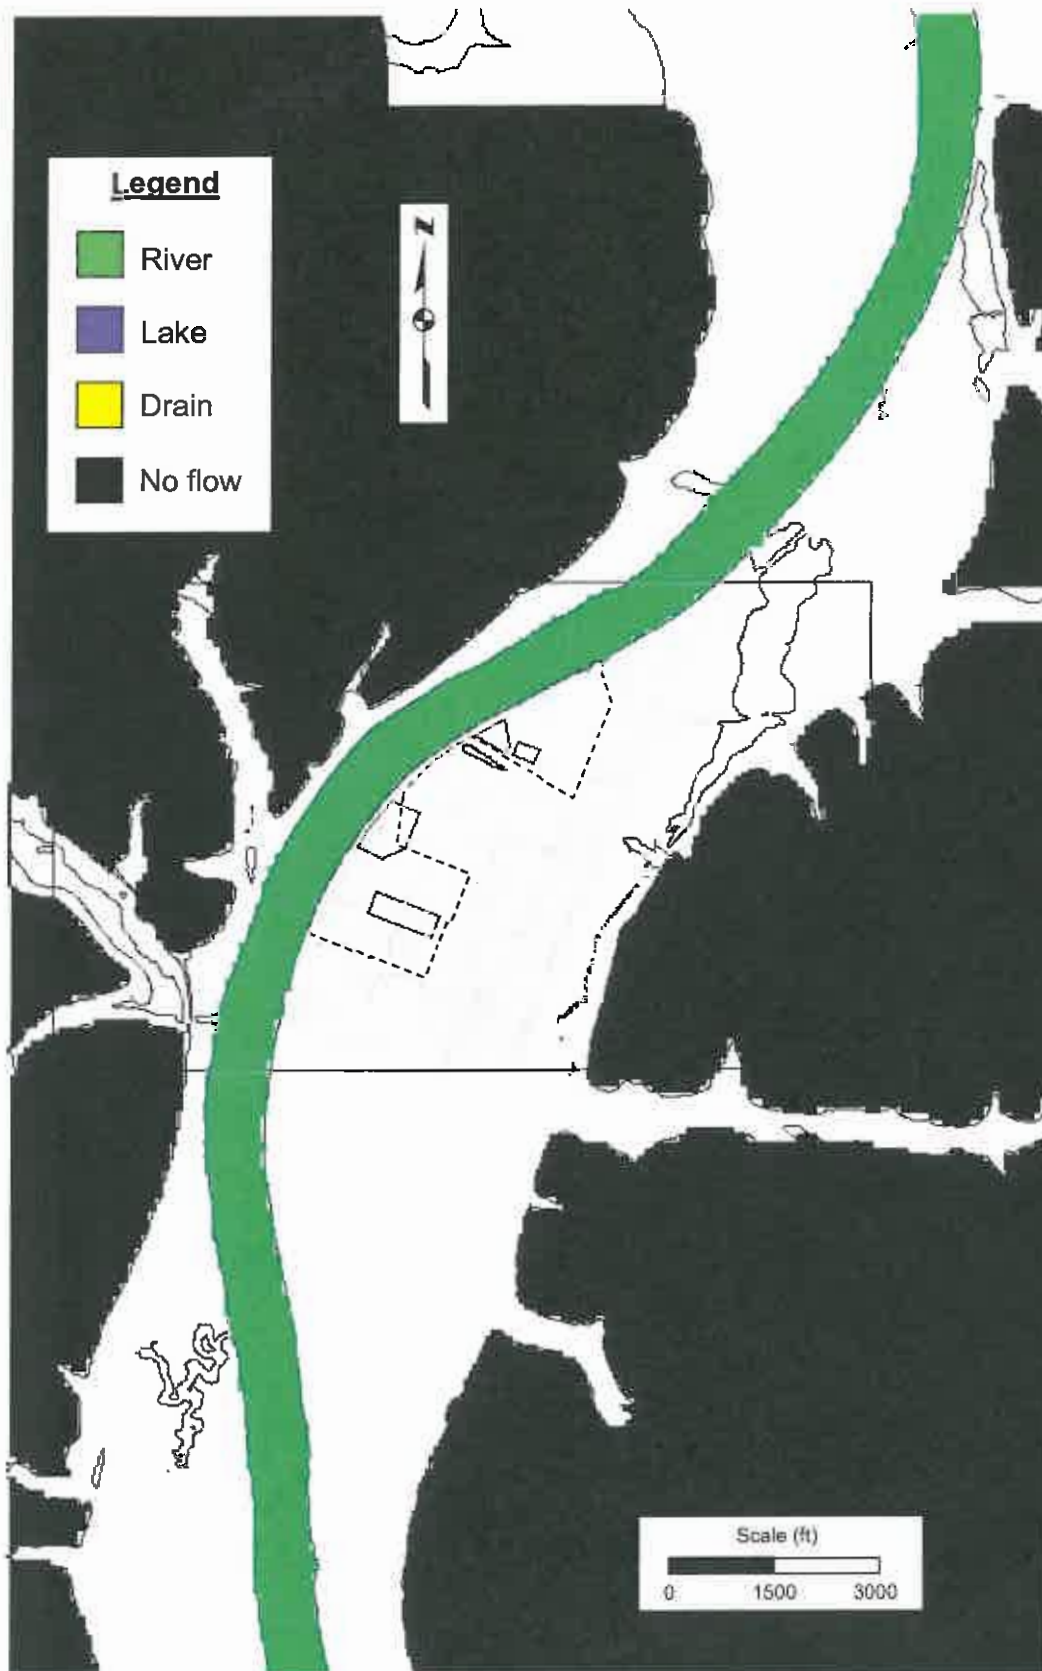 Legend
River
Lake
Drain
No flow
N
Scale (ft)
0 1500 3000